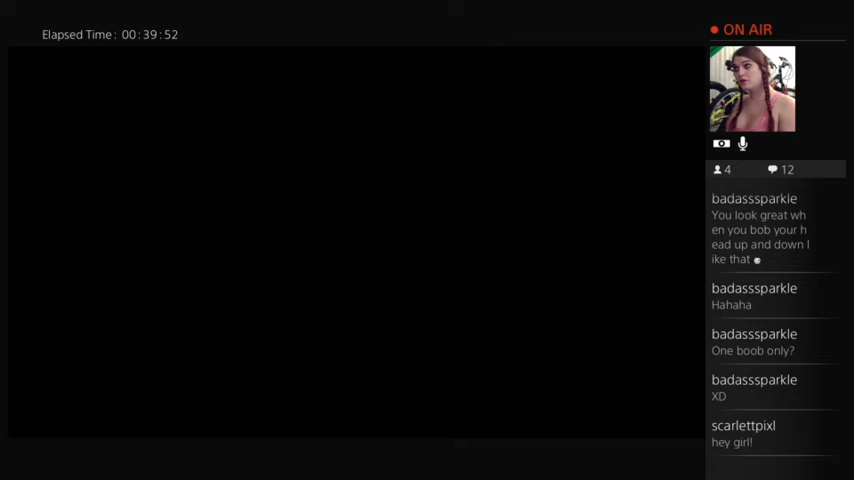 Elapsed Time: 00:39:52
ON AIR
4 12
badasssparkle
You look great wh
en you bob your h
ead up and down l
ike that
badasssparkle
Hahaha
badasssparkle
One boob only?
badasssparkle
XD
scarlettpixl
hey girl!